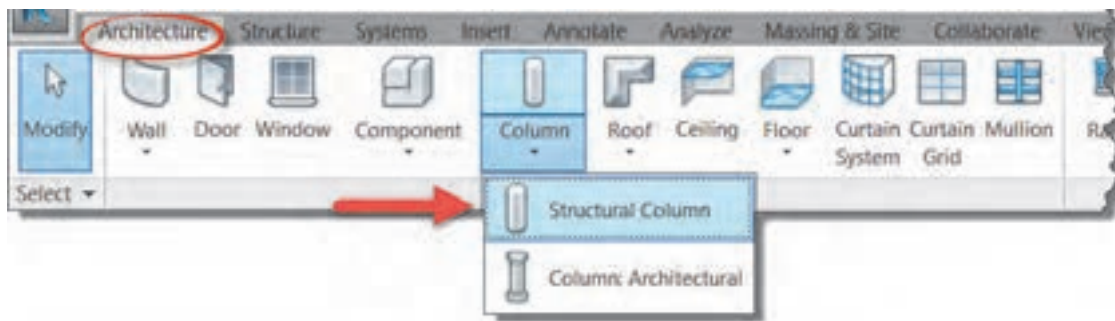 Architecture Structure Systems Insert Annotate Analyze Massing & Site Collaborate
Modify Wall Door Window Component Column Roof Ceiling Floor Curtain System Curtain Grid Mullion
Select
Structural Column
Column: Architectural